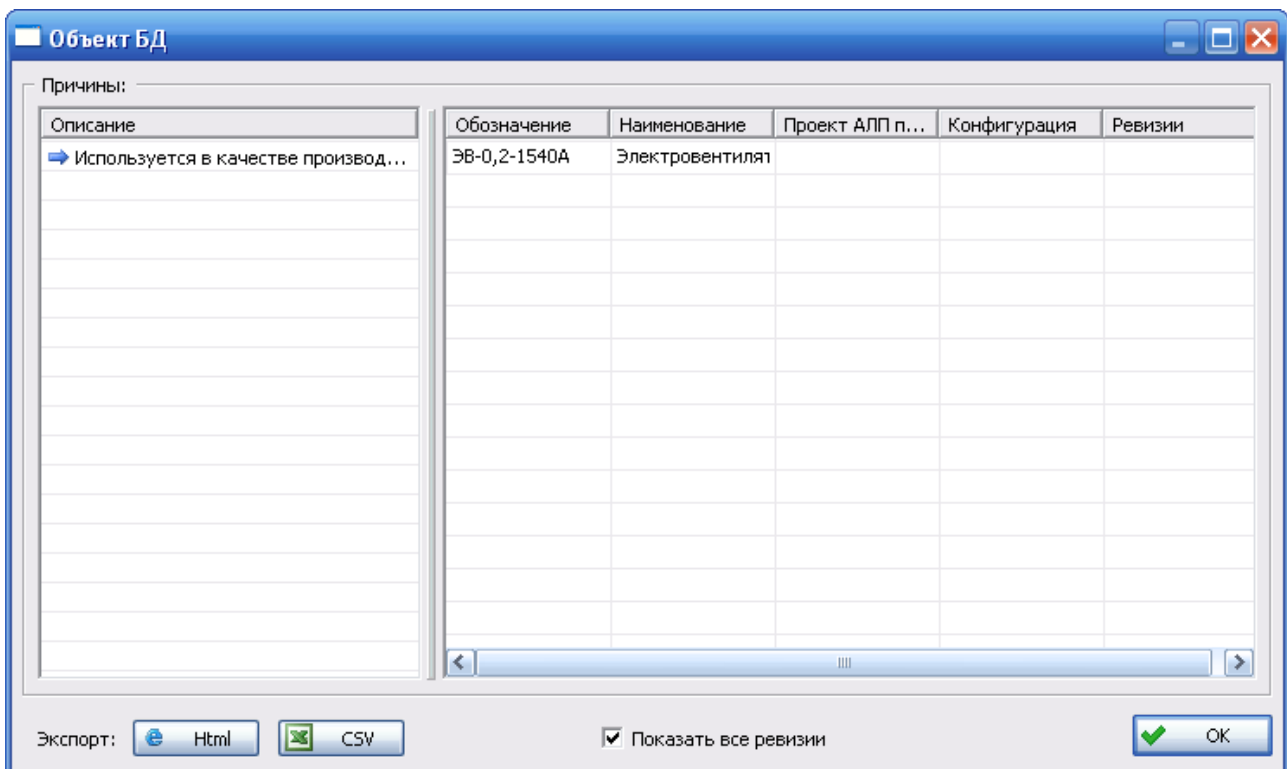 Объект БД
Причины:
Описание
Используется в качестве производ...
Обозначение Наименование Проект АЛП п... Конфигурация Ревизии
ЭВ-0,2-1540А Электровентилят
Экспорт: Html CSV Показать все ревизии OK